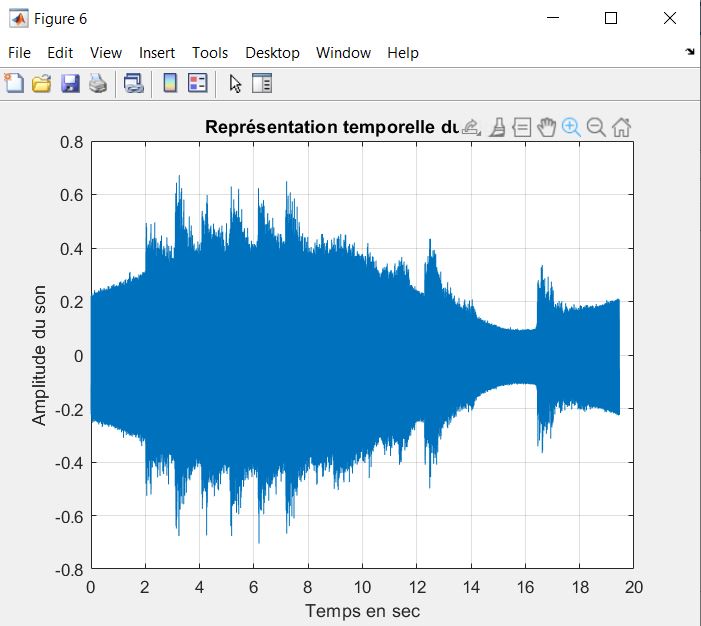 Figure 6
File Edit View Insert Tools Desktop Window Help
Représentation temporelle du
0.8
0.6
0.4
0.2
0
-0.2
-0.4
-0.6
-0.8
Amplitude du son
0 2 4 6 8 10 12 14 16 18 20
Temps en sec